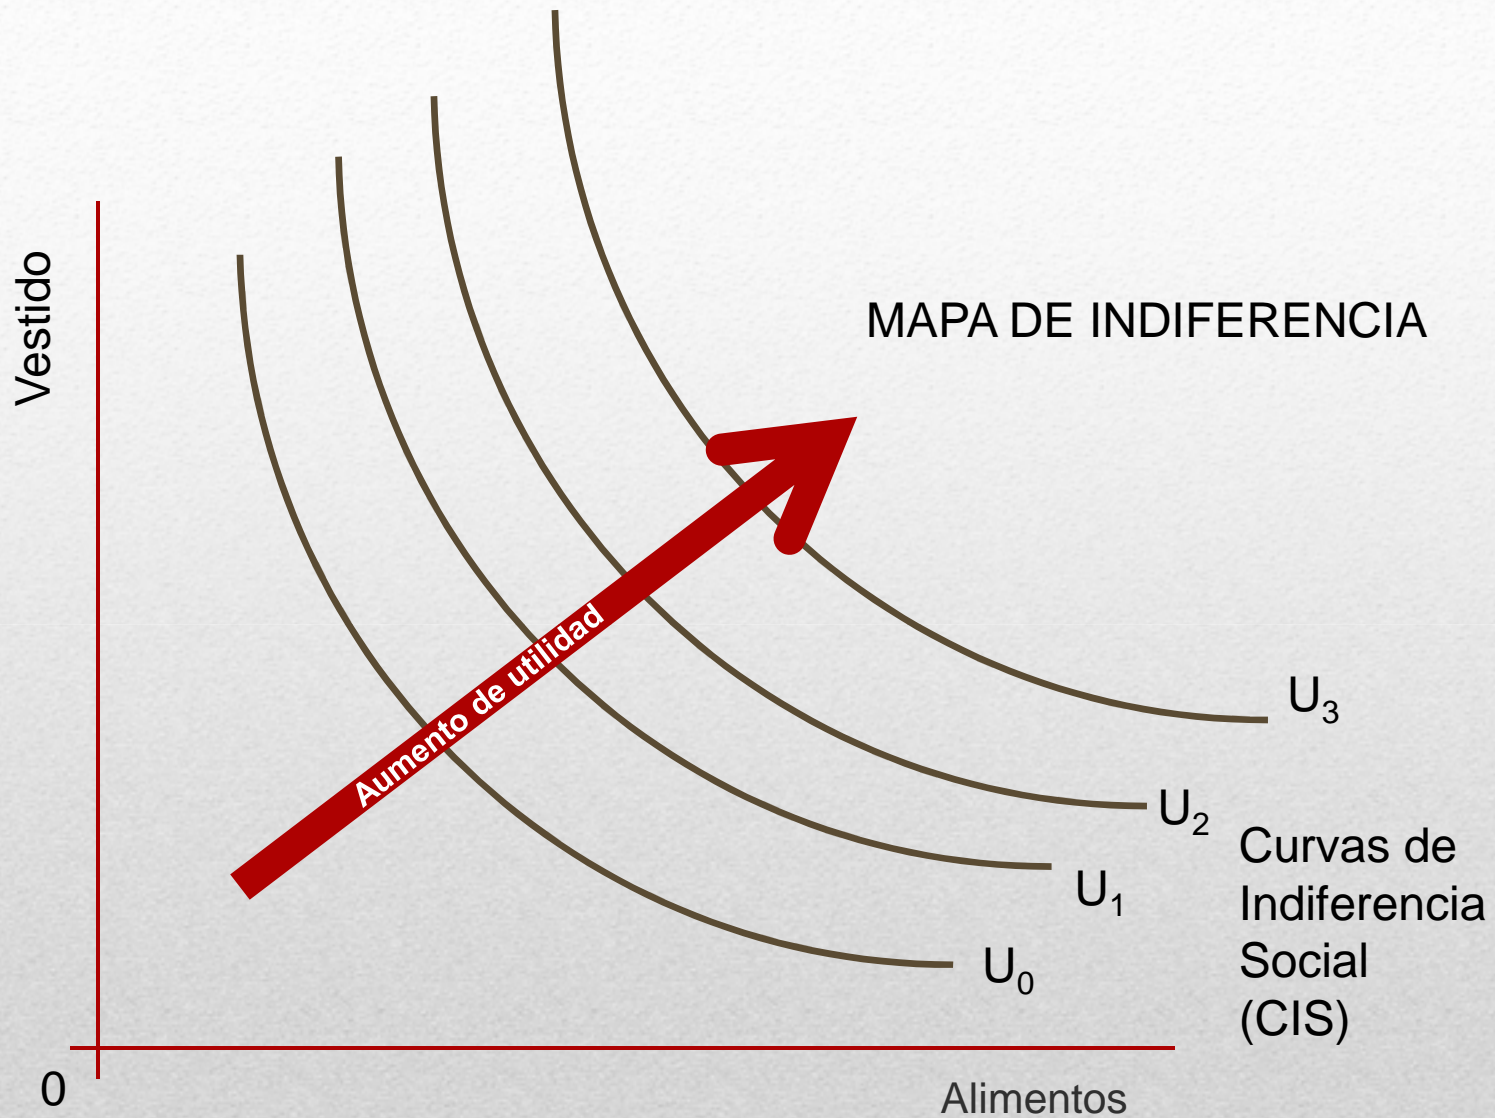 Vestido
MAPA DE INDIFERENCIA
Aumento de utilidad
U3
U2
U1
U0
Curvas de
Indiferencia
Social
(CIS)
0
Alimentos